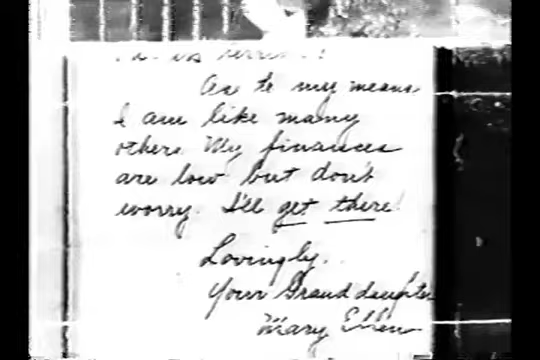 As to my means
I am like many
others. My finances
are low but don't
worry. I'll get there!
Lovingly,
Your Granddaughter
Mary Ellen